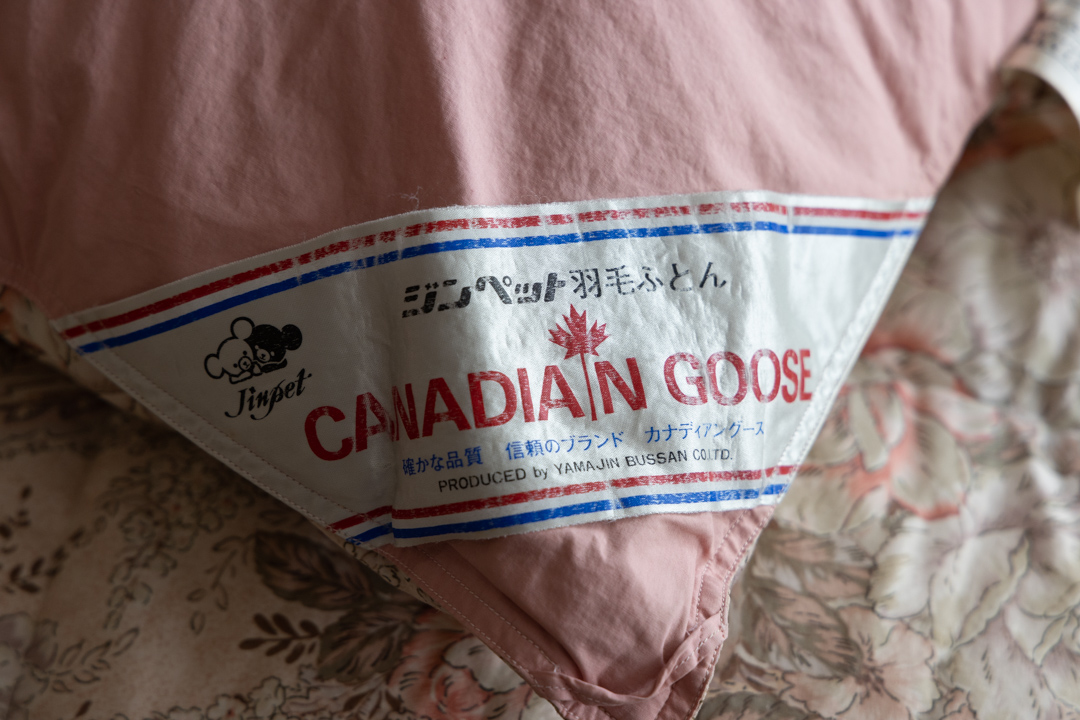 ジンペット羽毛ふとん
Jinpet
CANADIAN GOOSE
確かな品質 信頼のブランド カナディアングース
PRODUCED by YAMAJIN BUSSAN CO.LTD.